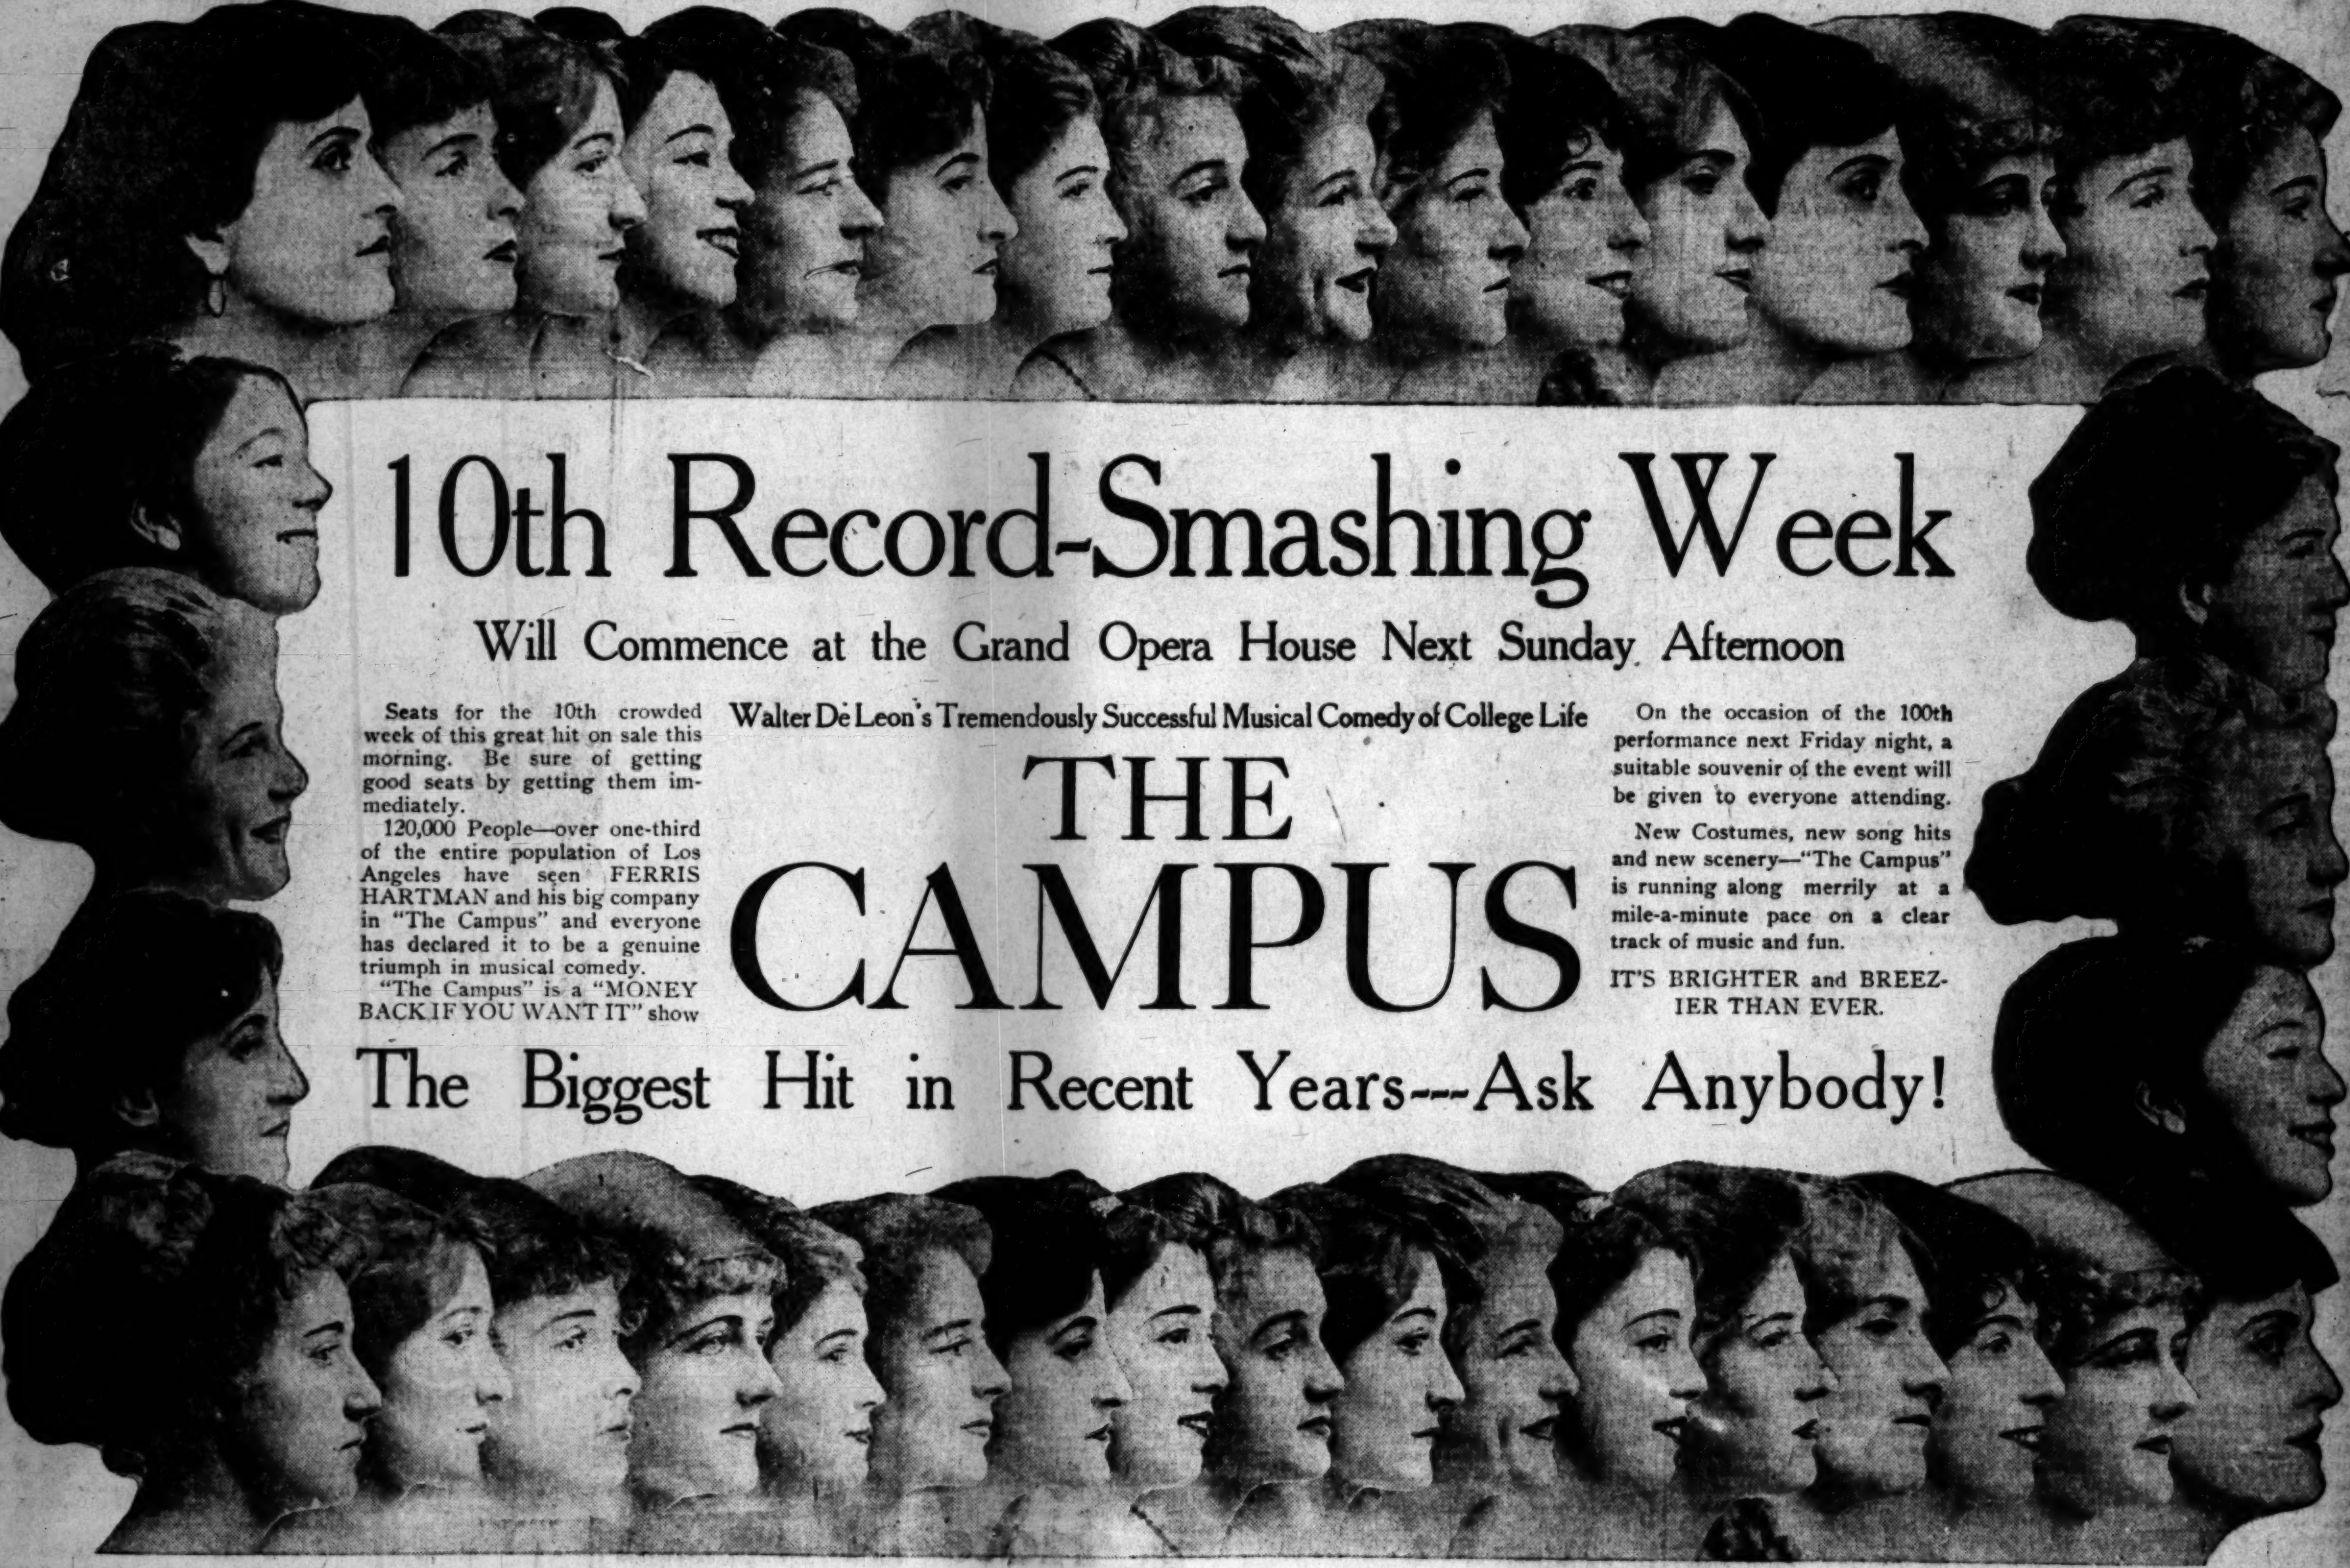 10th Record-Smashing Week
Will Commence at the Grand Opera House Next Sunday Afternoon
Seats for the 10th crowded
week of this great hit on sale this
morning. Be sure of getting
good seats by getting them im-
mediately.
120,000 People—over one-third
of the entire population of Los
Angeles have seen FERRIS
HARTMAN and his big company
in "The Campus" and everyone
has declared it to be a genuine
triumph in musical comedy.
"The Campus" is a "MONEY
BACK IF YOU WANT IT" show
Walter De Leon's Tremendously Successful Musical Comedy of College Life
THE
CAMPUS
On the occasion of the 100th
performance next Friday night, a
suitable souvenir of the event will
be given to everyone attending.
New Costumes, new song hits
and new scenery—"The Campus"
is running along merrily at a
mile-a-minute pace on a clear
track of music and fun.
IT'S BRIGHTER and BREEZ-
IER THAN EVER.
The Biggest Hit in Recent Years---Ask Anybody!